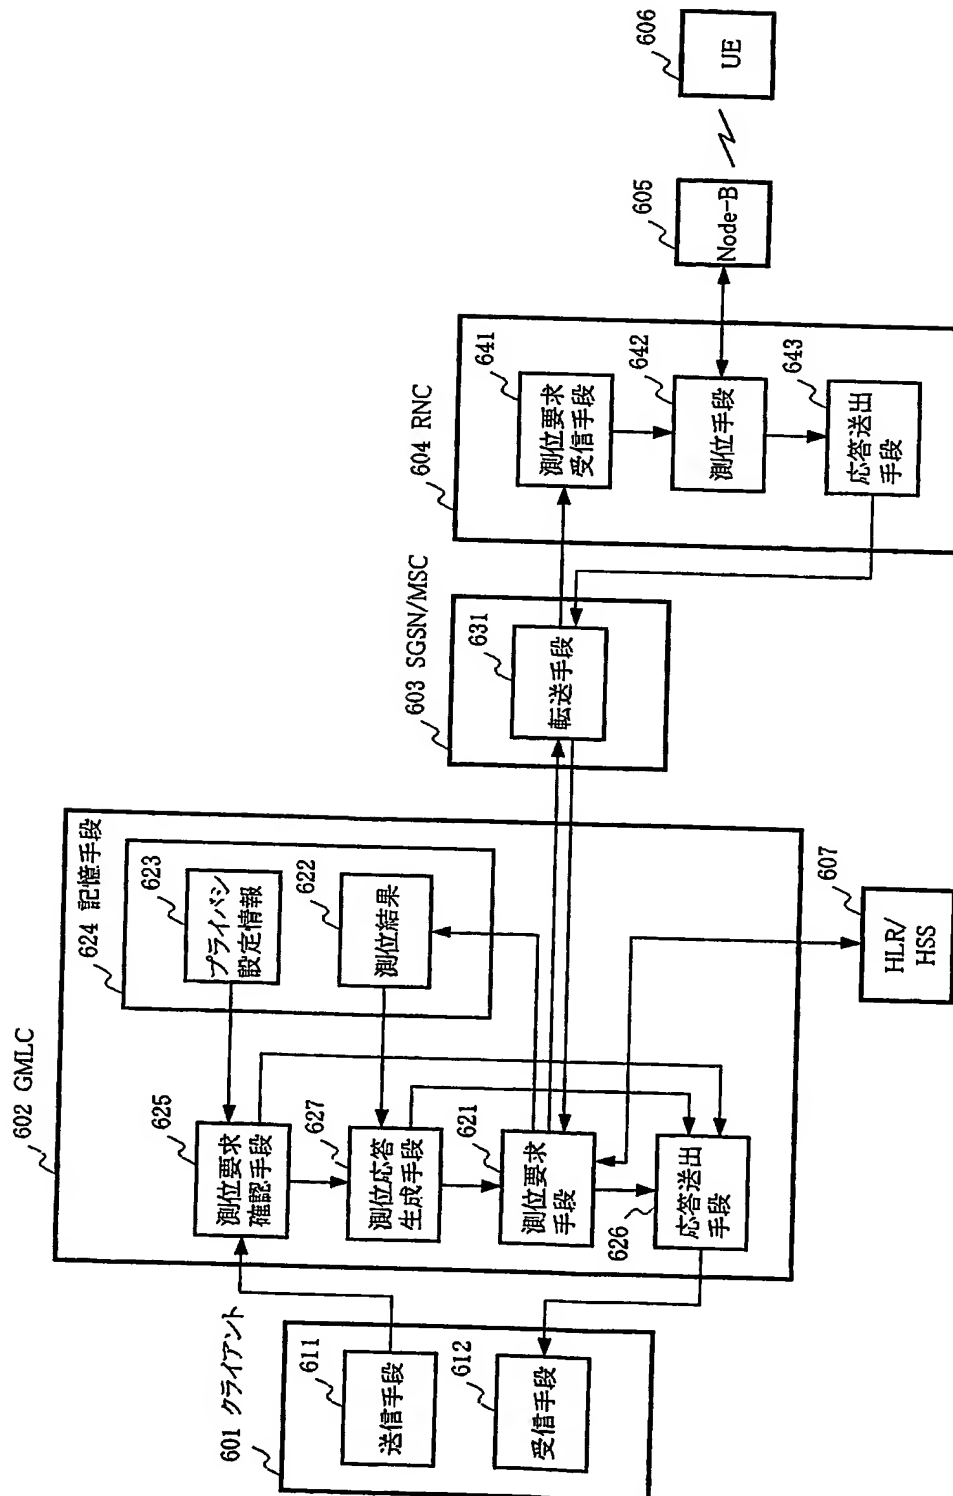 601 クライアント
611
送信手段
612
受信手段
602 GMLC
625
測位要求
確認手段
627
測位応答
生成手段
621
測位要求
手段
626
応答送出
手段
624 記憶手段
623
プライバシ
設定情報
622
測位結果
607
HLR/
HSS
603 SGSN/MSC
631
転送手段
604 RNC
641
測位要求
受信手段
642
測位手段
643
応答送出
手段
605
Node-B
606
UE